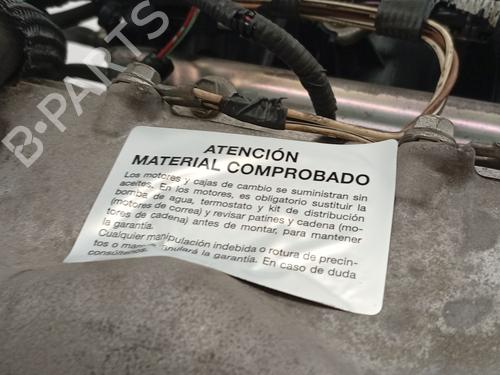 B-PARTS
ATENCIÓN
MATERIAL COMPROBADO
Los motores y cajas de cambio se suministran sin
aceites. En los motores, es obligatorio sustituir la
bomba de agua, termostato y kit de distribución
(motores de correa) y revisar patines y cadena (mo-
tores de cadena) antes de montar, para mantener
la garantía.
Cualquier manipulación indebida o rotura de precin-
tos o anulará la garantía. En caso de duda